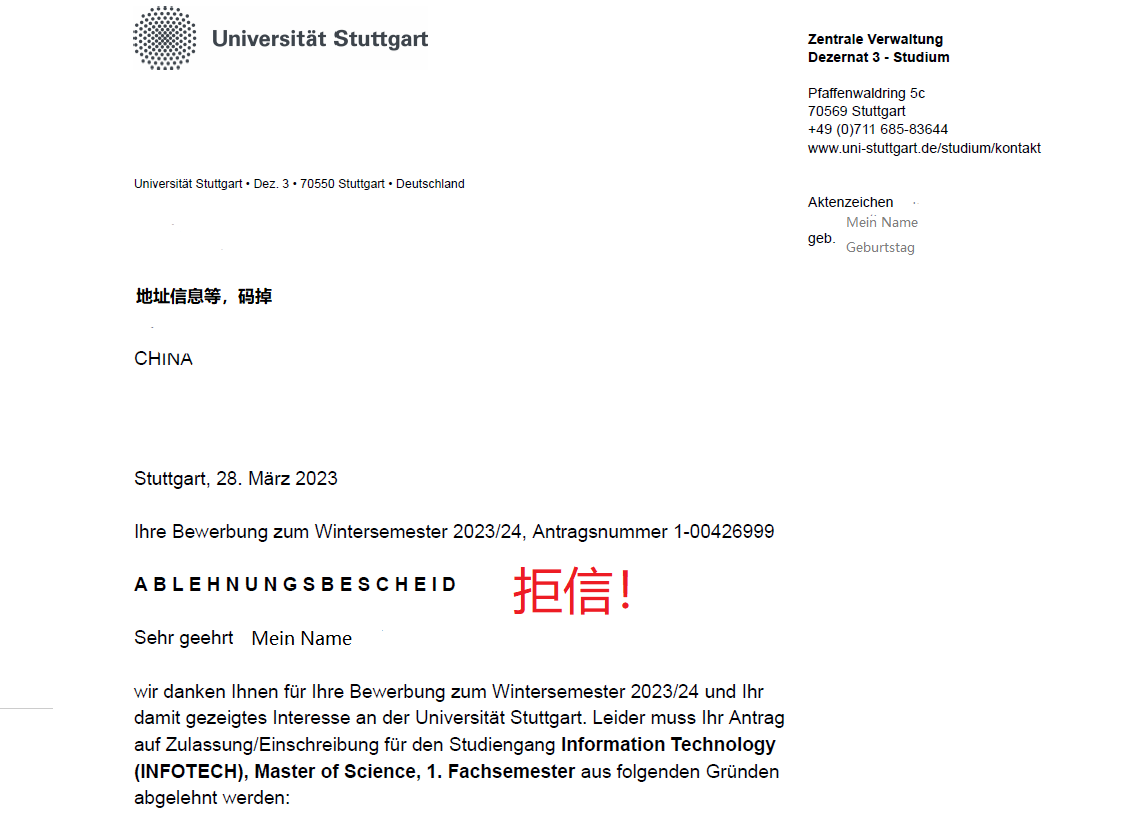 Universität Stuttgart
Zentrale Verwaltung
Dezernat 3 - Studium
Pfaffenwaldring 5c
70569 Stuttgart
+49 (0)711 685-83644
www.uni-stuttgart.de/studium/kontakt
Universität Stuttgart • Dez. 3 • 70550 Stuttgart • Deutschland
Aktenzeichen
Mein Name
geb.
Geburtstag
地址信息等，码掉
CHINA
Stuttgart, 28. März 2023
Ihre Bewerbung zum Wintersemester 2023/24, Antragsnummer 1-00426999
ABLEHNUNGSBESCHEID 拒信！
Sehr geehrt Mein Name
wir danken Ihnen für Ihre Bewerbung zum Wintersemester 2023/24 und Ihr
damit gezeigtes Interesse an der Universität Stuttgart. Leider muss Ihr Antrag
auf Zulassung/Einschreibung für den Studiengang Information Technology
(INFOTECH), Master of Science, 1. Fachsemester aus folgenden Gründen
abgelehnt werden: